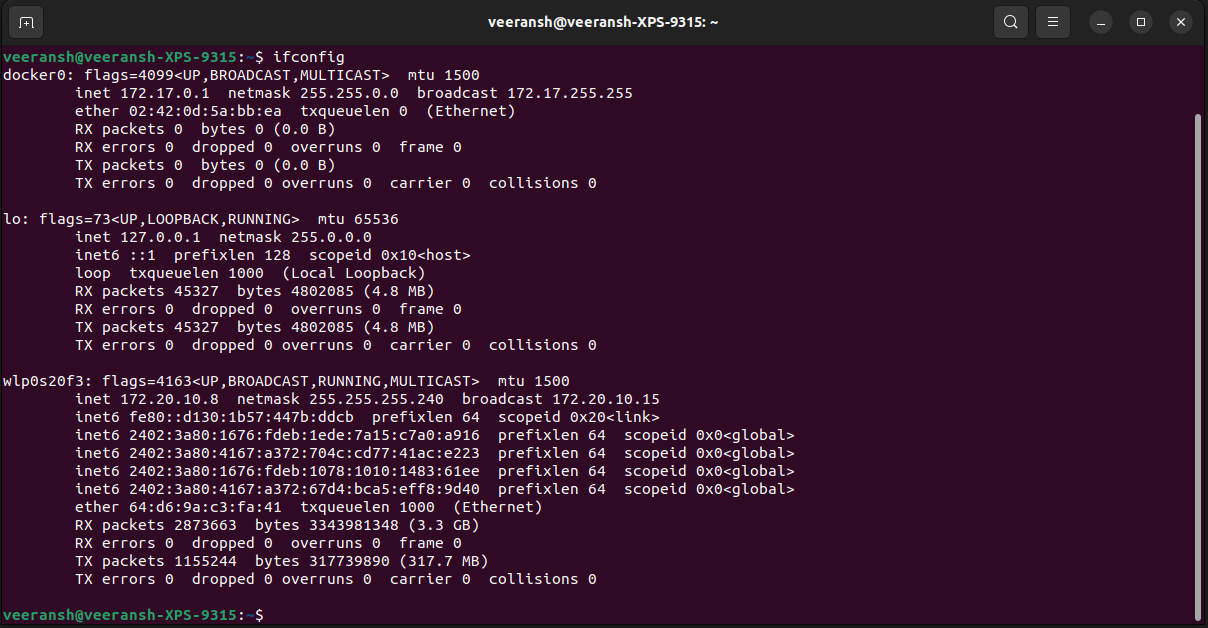 veeransh@veeransh-XPS-9315: ~
veeransh@veeransh-XPS-9315:~$ ifconfig
docker0: flags=4099<UP,BROADCAST,MULTICAST>  mtu 1500
        inet 172.17.0.1  netmask 255.255.0.0  broadcast 172.17.255.255
        ether 02:42:0d:5a:bb:ea  txqueuelen 0  (Ethernet)
        RX packets 0  bytes 0 (0.0 B)
        RX errors 0  dropped 0  overruns 0  frame 0
        TX packets 0  bytes 0 (0.0 B)
        TX errors 0  dropped 0 overruns 0  carrier 0  collisions 0

lo: flags=73<UP,LOOPBACK,RUNNING>  mtu 65536
        inet 127.0.0.1  netmask 255.0.0.0
        inet6 ::1  prefixlen 128  scopeid 0x10<host>
        loop  txqueuelen 1000  (Local Loopback)
        RX packets 45327  bytes 4802085 (4.8 MB)
        RX errors 0  dropped 0  overruns 0  frame 0
        TX packets 45327  bytes 4802085 (4.8 MB)
        TX errors 0  dropped 0 overruns 0  carrier 0  collisions 0

wlp0s20f3: flags=4163<UP,BROADCAST,RUNNING,MULTICAST>  mtu 1500
        inet 172.20.10.8  netmask 255.255.255.240  broadcast 172.20.10.15
        inet6 fe80::d130:1b57:447b:ddcb  prefixlen 64  scopeid 0x20<link>
        inet6 2402:3a80:1676:fdeb:1ede:7a15:c7a0:a916  prefixlen 64  scopeid 0x0<global>
        inet6 2402:3a80:4167:a372:704c:cd77:41ac:e223  prefixlen 64  scopeid 0x0<global>
        inet6 2402:3a80:1676:fdeb:1078:1010:1483:61ee  prefixlen 64  scopeid 0x0<global>
        inet6 2402:3a80:4167:a372:67d4:bca5:eff8:9d40  prefixlen 64  scopeid 0x0<global>
        ether 64:d6:9a:c3:fa:41  txqueuelen 1000  (Ethernet)
        RX packets 2873663  bytes 3343981348 (3.3 GB)
        RX errors 0  dropped 0  overruns 0  frame 0
        TX packets 1155244  bytes 317739890 (317.7 MB)
        TX errors 0  dropped 0 overruns 0  carrier 0  collisions 0

veeransh@veeransh-XPS-9315:~$